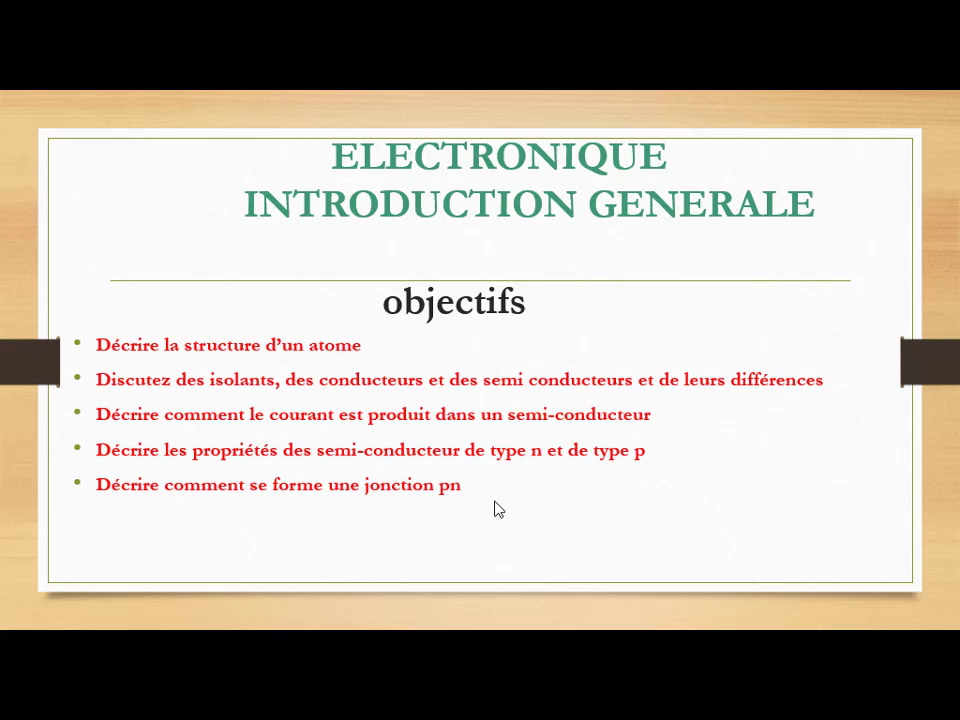 ELECTRONIQUE
INTRODUCTION GENERALE
objectifs
• Décrire la structure d’un atome
• Discutez des isolants, des conducteurs et des semi conducteurs et de leurs différences
• Décrire comment le courant est produit dans un semi-conducteur
• Décrire les propriétés des semi-conducteur de type n et de type p
• Décrire comment se forme une jonction pn